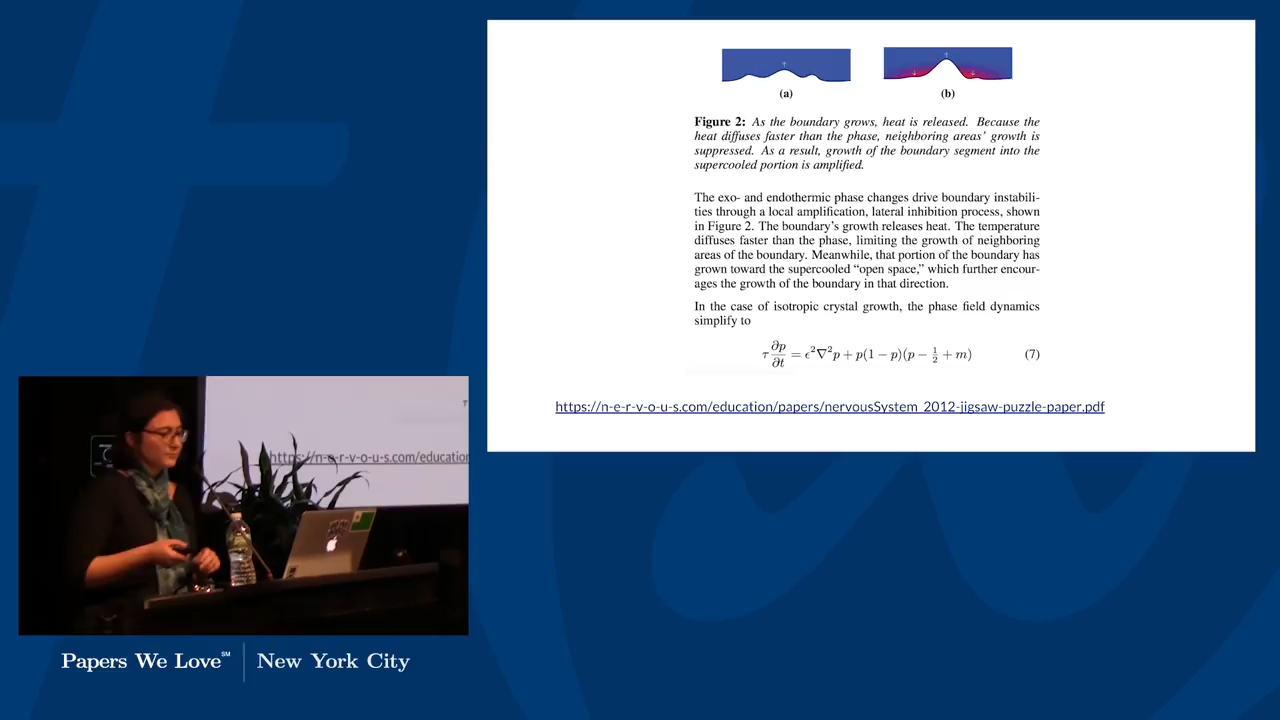 (a)
(b)
Figure 2: As the boundary grows, heat is released. Because the
heat diffuses faster than the phase, neighboring areas' growth is
suppressed. As a result, growth of the boundary segment into the
supercooled portion is amplified.
The exo- and endothermic phase changes drive boundary instabili-
ties through a local amplification, lateral inhibition process, shown
in Figure 2. The boundary's growth releases heat. The temperature
diffuses faster than the phase, limiting the growth of neighboring
areas of the boundary. Meanwhile, that portion of the boundary has
grown toward the supercooled “open space,” which further encour-
ages the growth of the boundary in that direction.
In the case of isotropic crystal growth, the phase field dynamics
simplify to
τ ∂p/∂t = ϵ²∇²p + p(1 − p)(p − ½ + m) (7)
https://n-e-r-v-o-u-s.com/education/papers/nervousSystem_2012-jigsaw-puzzle-paper.pdf
https://n-e-r-v-o-u-s.com/education
Papers We Love℠ | New York City